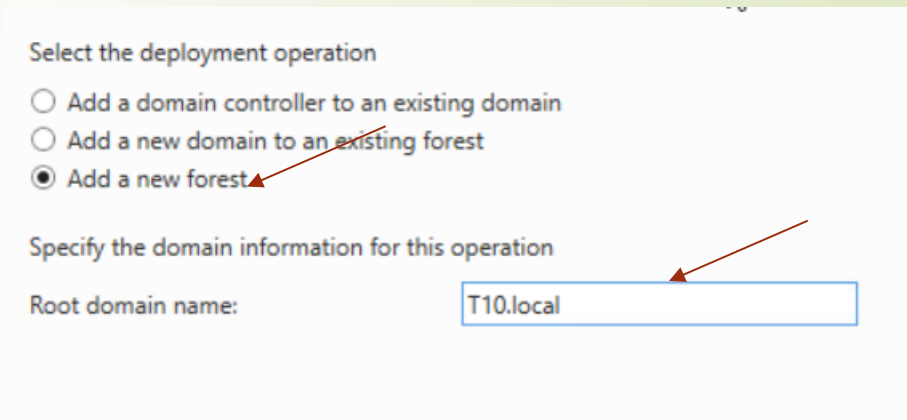 Select the deployment operation
Add a domain controller to an existing domain
Add a new domain to an existing forest
Add a new forest
Specify the domain information for this operation
Root domain name: T10.local